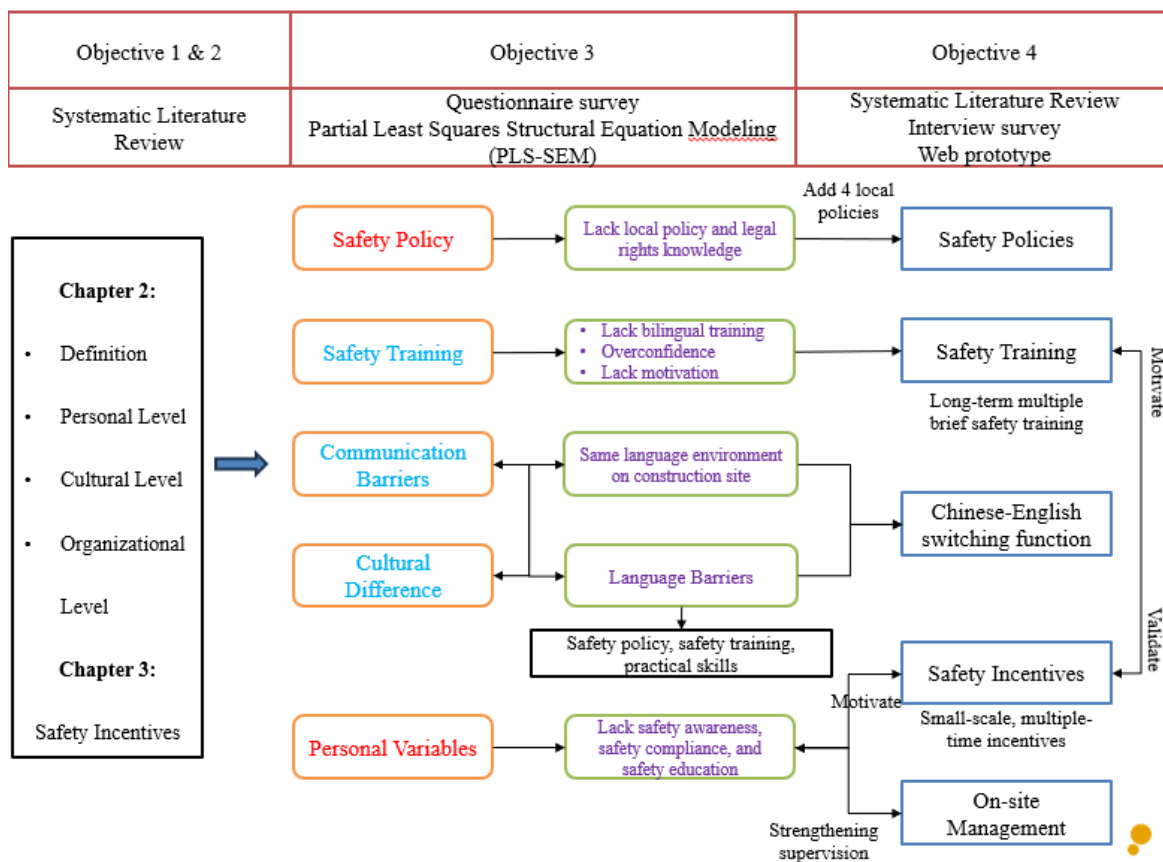 Objective 1 & 2
Objective 3
Objective 4
Systematic Literature
Review
Questionnaire survey
Partial Least Squares Structural Equation Modeling
(PLS-SEM)
Systematic Literature Review
Interview survey
Web prototype
Chapter 2:
• Definition
• Personal Level
• Cultural Level
• Organizational
Level
Chapter 3:
Safety Incentives
Safety Policy
Lack local policy and legal
rights knowledge
Add 4 local
policies
Safety Policies
Safety Training
• Lack bilingual training
• Overconfidence
• Lack motivation
Safety Training
Long-term multiple
brief safety training
Motivate
Validate
Communication
Barriers
Same language environment
on construction site
Chinese-English
switching function
Cultural
Difference
Language Barriers
Safety policy, safety training,
practical skills
Personal Variables
Lack safety awareness,
safety compliance, and
safety education
Motivate
Safety Incentives
Small-scale, multiple-
time incentives
Strengthening
supervision
On-site
Management